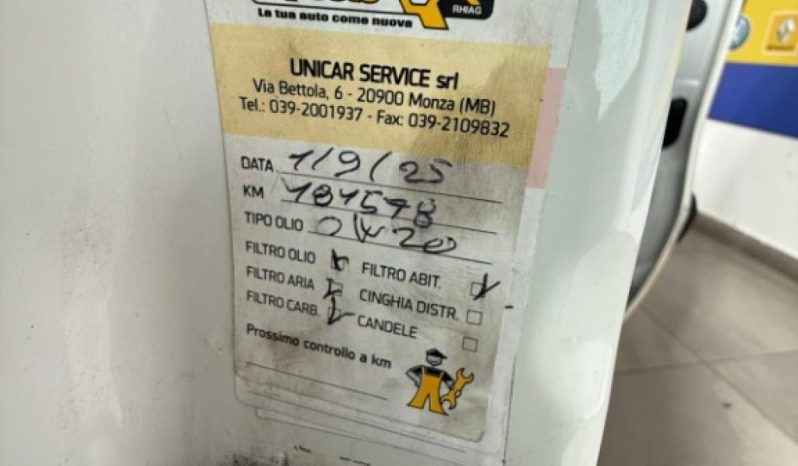 RHIAG
La tua auto come nuova
UNICAR SERVICE srl
Via Bettola, 6 - 20900 Monza (MB)
Tel.: 039-2001937 - Fax: 039-2109832
DATA 1/9/25
KM 181578
TIPO OLIO 0W20
FILTRO OLIO FILTRO ABIT.
FILTRO ARIA CINGHIA DISTR.
FILTRO CARB. CANDELE
Prossimo controllo a km